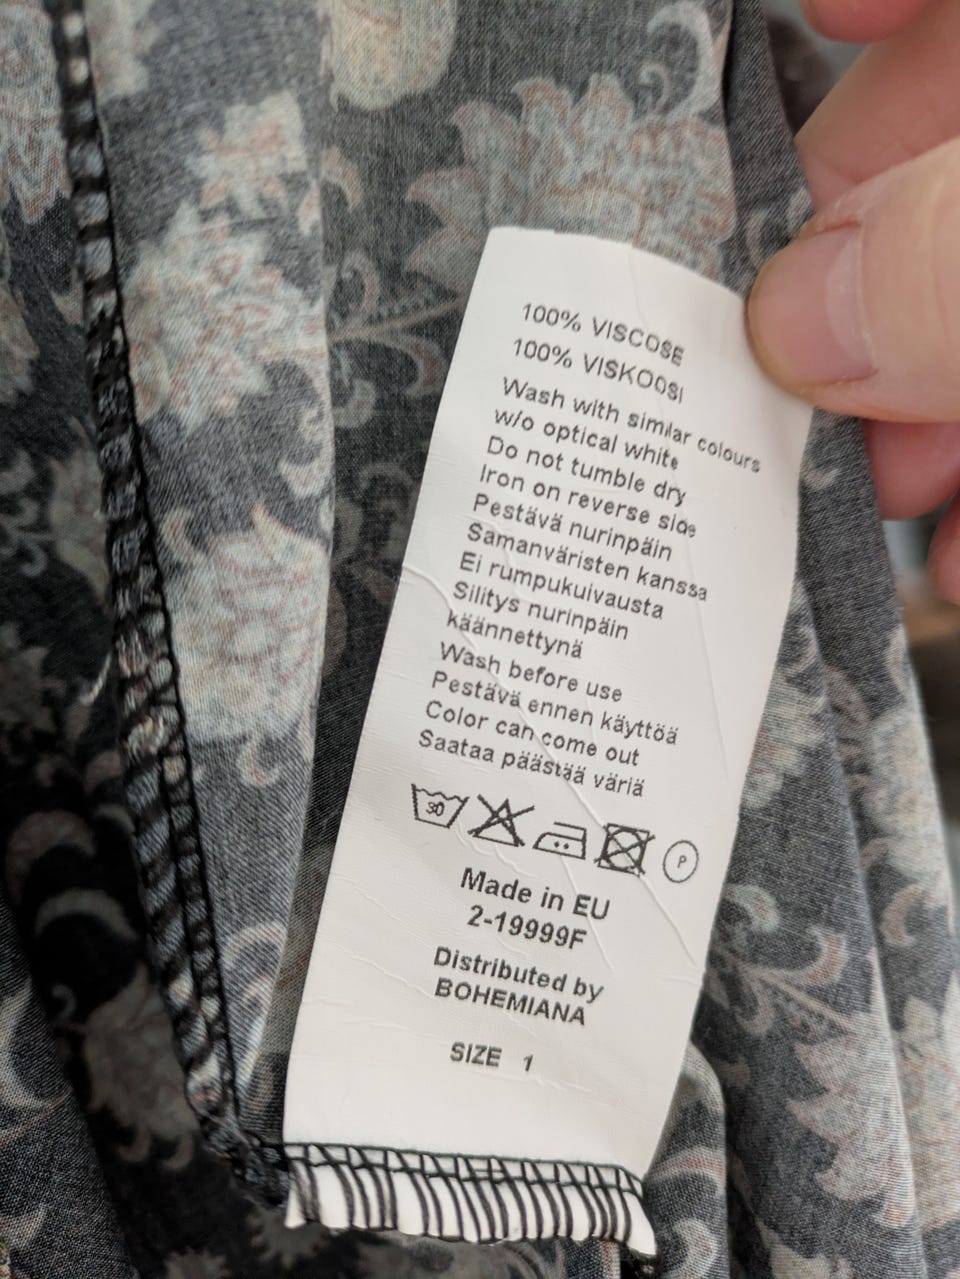 100% VISCOSE
100% VISKOOSI
Wash with similar colours
w/o optical white
Do not tumble dry
Iron on reverse side
Pestävä nurinpäin
Samanväristen kanssa
Ei rumpukuivausta
Silitys nurinpäin
käännettynä
Wash before use
Pestävä ennen käyttöä
Color can come out
Saataa päästää väriä
30 P
Made in EU
2-19999F
Distributed by
BOHEMIANA
SIZE 1